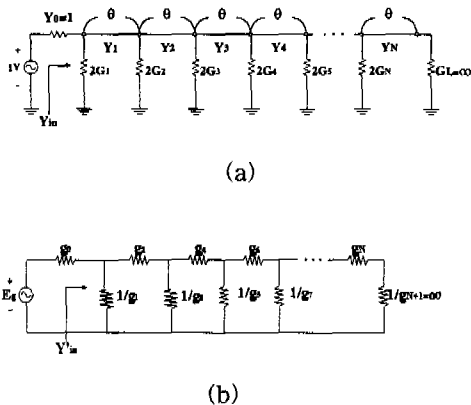 θ θ θ θ θ
Y0=1
Y1 Y2 Y3 Y4 ··· YN
+
1V
-
2G1 2G2 2G3 2G4 2G5 2GN GL=∞
Yin
(a)
g0 g2 g4 g6 ··· gN
+
Eg
-
1/g1 1/g3 1/g5 1/g7 1/gN+1=∞
Y'in
(b)